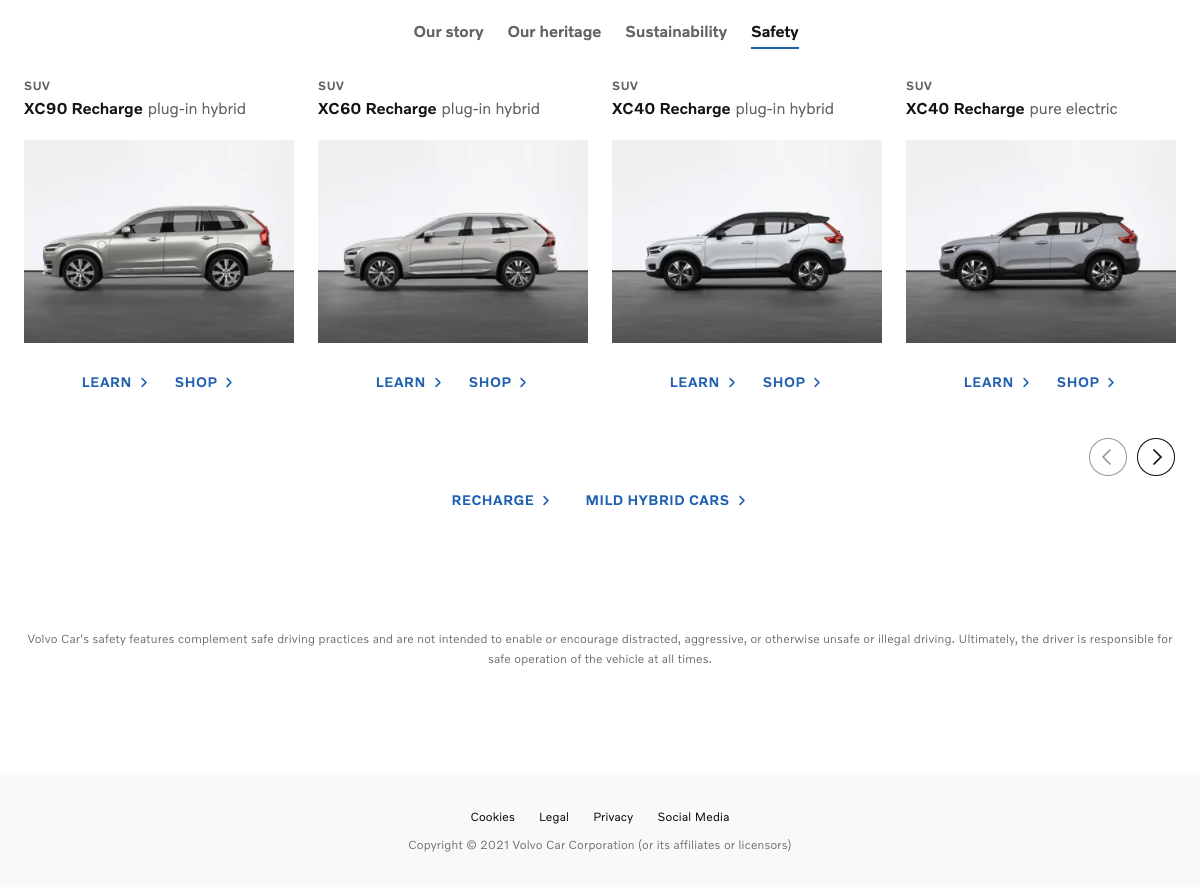 Our story Our heritage Sustainability Safety
SUV
XC90 Recharge plug-in hybrid
LEARN SHOP
SUV
XC60 Recharge plug-in hybrid
LEARN SHOP
SUV
XC40 Recharge plug-in hybrid
LEARN SHOP
SUV
XC40 Recharge pure electric
LEARN SHOP
RECHARGE MILD HYBRID CARS
Volvo Car's safety features complement safe driving practices and are not intended to enable or encourage distracted, aggressive, or otherwise unsafe or illegal driving. Ultimately, the driver is responsible for
safe operation of the vehicle at all times.
Cookies Legal Privacy Social Media
Copyright © 2021 Volvo Car Corporation (or its affiliates or licensors)